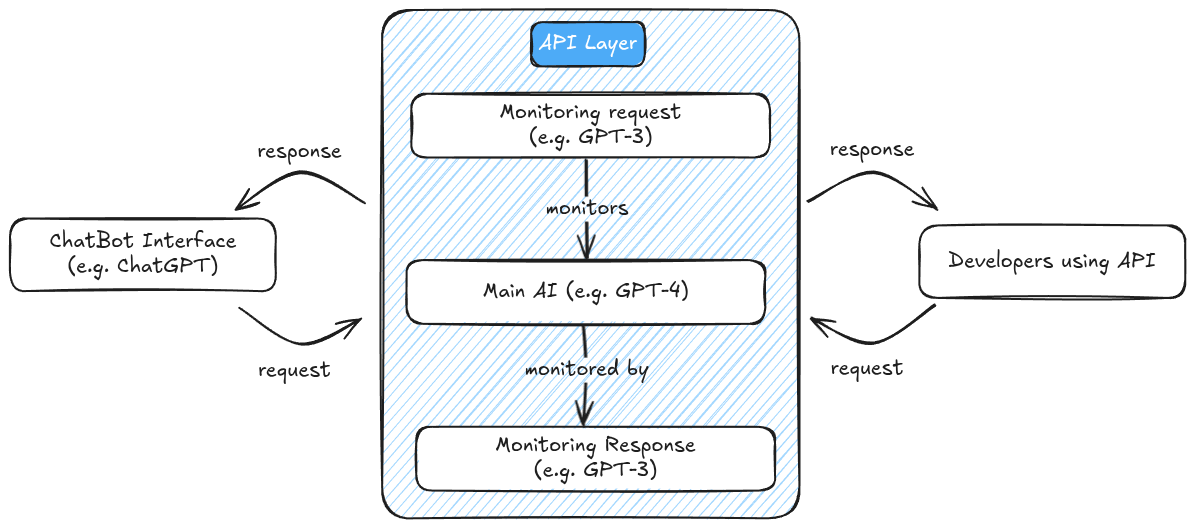 API Layer
Monitoring request
(e.g. GPT-3)
response
response
monitors
ChatBot Interface
(e.g. ChatGPT)
Developers using API
Main AI (e.g. GPT-4)
request
monitored by
request
Monitoring Response
(e.g. GPT-3)